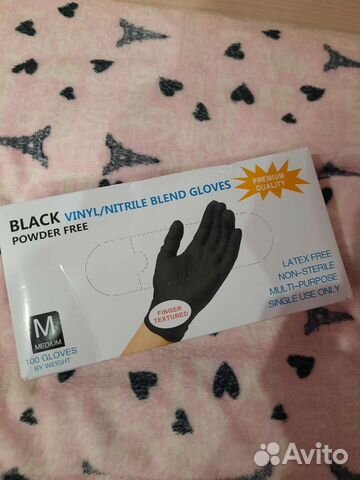 BLACK VINYL/NITRILE BLEND GLOVES
POWDER FREE
PREMIUM
QUALITY
LATEX FREE
NON-STERILE
MULTI-PURPOSE
SINGLE USE ONLY
FINGER
TEXTURED
M
MEDIUM
100 GLOVES
BY WEIGHT
Avito